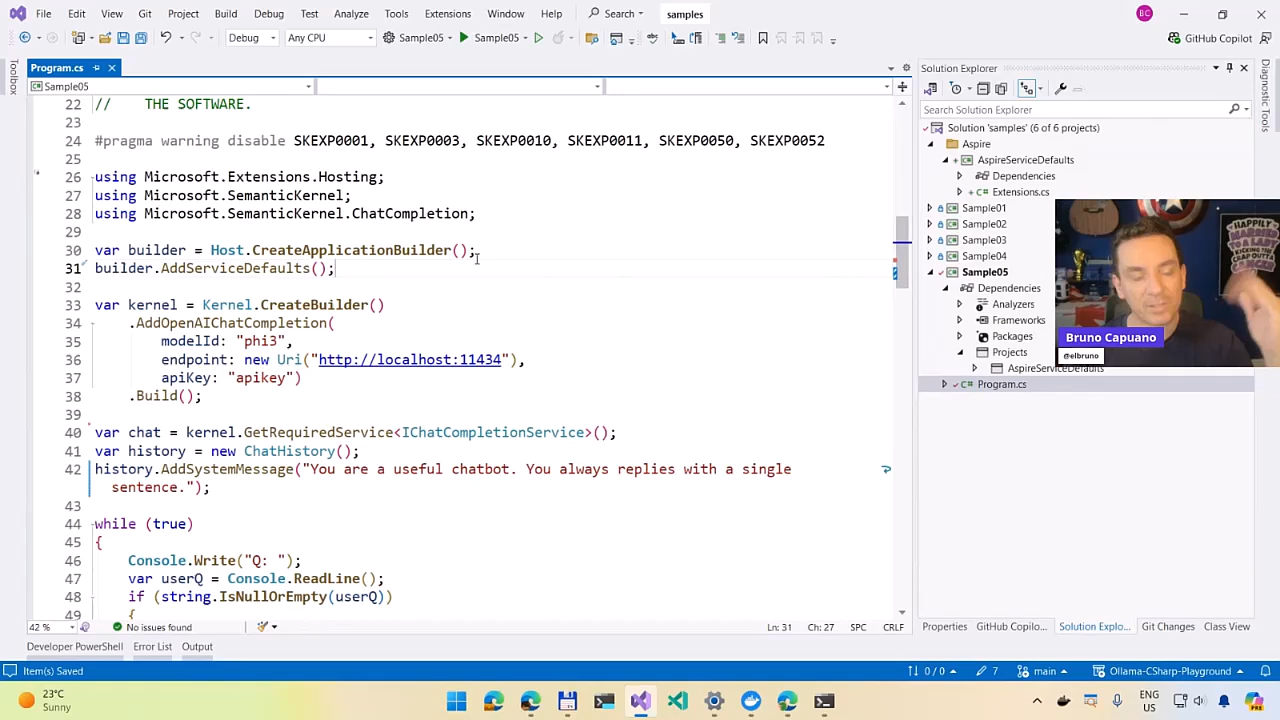 File Edit View Git Project Build Debug Test Analyze Tools Extensions Window Help Search samples BC
Debug Any CPU Sample05 Sample05 GitHub Copilot
Toolbox
Program.cs
Sample05
22 // THE SOFTWARE.
23
24 #pragma warning disable SKEXP0001, SKEXP0003, SKEXP0010, SKEXP0011, SKEXP0050, SKEXP0052
25
26 using Microsoft.Extensions.Hosting;
27 using Microsoft.SemanticKernel;
28 using Microsoft.SemanticKernel.ChatCompletion;
29
30 var builder = Host.CreateApplicationBuilder();
31 builder.AddServiceDefaults();
32
33 var kernel = Kernel.CreateBuilder()
34 .AddOpenAIChatCompletion(
35 modelId: "phi3",
36 endpoint: new Uri("http://localhost:11434"),
37 apiKey: "apikey")
38 .Build();
39
40 var chat = kernel.GetRequiredService<IChatCompletionService>();
41 var history = new ChatHistory();
42 history.AddSystemMessage("You are a useful chatbot. You always replies with a single
sentence.");
43
44 while (true)
45 {
46 Console.Write("Q: ");
47 var userQ = Console.ReadLine();
48 if (string.IsNullOrEmpty(userQ))
49 {
42 % No issues found Ln: 31 Ch: 27 SPC CRLF
Developer PowerShell Error List Output
Solution Explorer
Search Solution Explorer
Solution 'samples' (6 of 6 projects)
Aspire
AspireServiceDefaults
Dependencies
C# Extensions.cs
Sample01
Sample02
Sample03
Sample04
Sample05
Dependencies
Analyzers
Frameworks
Packages
Projects
AspireServiceDefaults
C# Program.cs
HAPPILY
MARRIED
Bruno Capuano
@elbruno
Diagnostic Tools
Properties GitHub Copilo... Solution Explo... Git Changes Class View
Item(s) Saved 0 / 0 7 main Ollama-CSharp-Playground
23°C
Sunny
ENG
US
2:00 PM